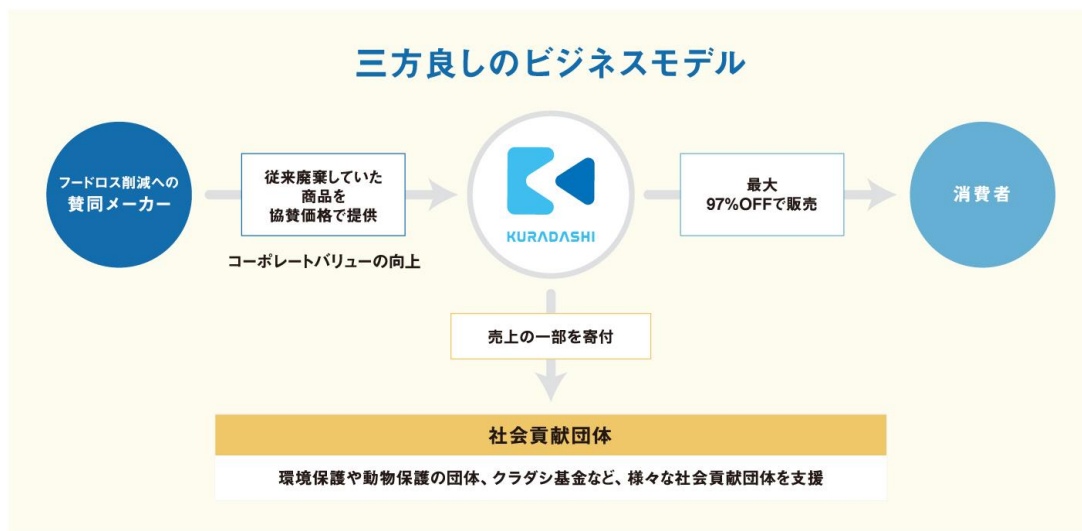 三方良しのビジネスモデル
フードロス削減への
賛同メーカー
従来廃棄していた
商品を
協賛価格で提供
コーポレートバリューの向上
KURADASHI
最大
97%OFFで販売
消費者
売上の一部を寄付
社会貢献団体
環境保護や動物保護の団体、クラダシ基金など、様々な社会貢献団体を支援